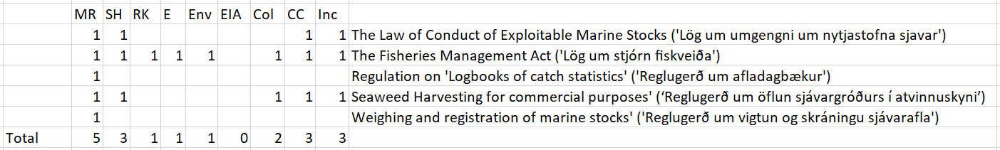 MR SH RK E Env EIA Col CC Inc
1 1 1 1 The Law of Conduct of Exploitable Marine Stocks ('Lög um umgengni um nytjastofna sjavar')
1 1 1 1 1 1 1 1 The Fisheries Management Act ('Lög um stjórn fiskveiða')
1 Regulation on 'Logbooks of catch statistics' ('Reglugerð um afladagbækur')
1 1 1 1 1 Seaweed Harvesting for commercial purposes' (‘Reglugerð um öflun sjávargróðurs í atvinnuskyni’)
1 Weighing and registration of marine stocks' ('Reglugerð um vigtun og skráningu sjávarafla')
Total 5 3 1 1 1 0 2 3 3